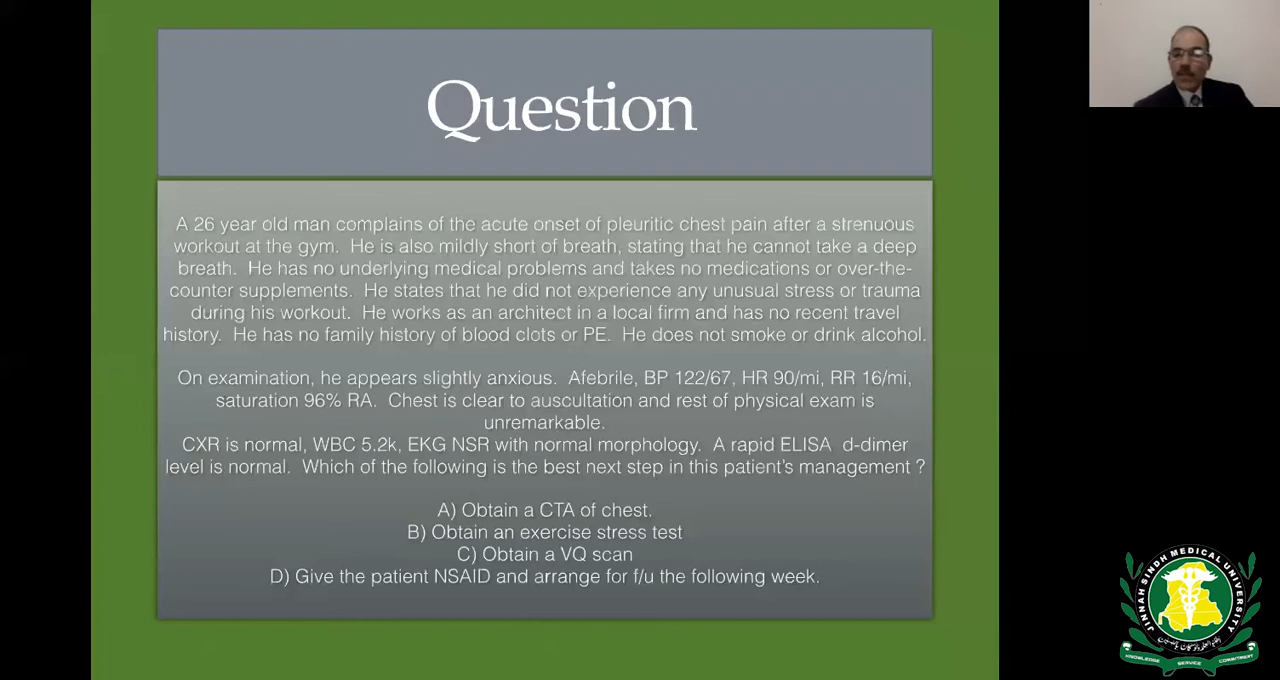 Question
A 26 year old man complains of the acute onset of pleuritic chest pain after a strenuous
workout at the gym. He is also mildly short of breath, stating that he cannot take a deep
breath. He has no underlying medical problems and takes no medications or over-the-
counter supplements. He states that he did not experience any unusual stress or trauma
during his workout. He works as an architect in a local firm and has no recent travel
history. He has no family history of blood clots or PE. He does not smoke or drink alcohol.
On examination, he appears slightly anxious. Afebrile, BP 122/67, HR 90/mi, RR 16/mi,
saturation 96% RA. Chest is clear to auscultation and rest of physical exam is
unremarkable.
CXR is normal, WBC 5.2k, EKG NSR with normal morphology. A rapid ELISA d-dimer
level is normal. Which of the following is the best next step in this patient's management ?
A) Obtain a CTA of chest.
B) Obtain an exercise stress test
C) Obtain a VQ scan
D) Give the patient NSAID and arrange for f/u the following week.
JINNAH SINDH MEDICAL UNIVERSITY
KNOWLEDGE SERVICE COMMITMENT